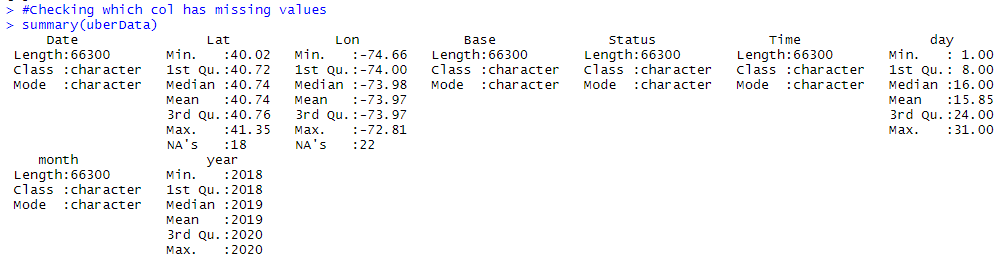 > #Checking which col has missing values
> summary(uberData)
     Date                Lat             Lon             Base              Status              Time                day       
 Length:66300       Min.   :40.02   Min.   :-74.66   Length:66300       Length:66300       Length:66300       Min.   : 1.00  
 Class :character   1st Qu.:40.72   1st Qu.:-74.00   Class :character   Class :character   Class :character   1st Qu.: 8.00  
 Mode  :character   Median :40.74   Median :-73.98   Mode  :character   Mode  :character   Mode  :character   Median :16.00  
                    Mean   :40.74   Mean   :-73.97                                                            Mean   :15.85  
                    3rd Qu.:40.76   3rd Qu.:-73.97                                                            3rd Qu.:24.00  
                    Max.   :41.35   Max.   :-72.81                                                            Max.   :31.00  
                    NA's   :18      NA's   :22                                                                               
    month                year     
 Length:66300       Min.   :2018  
 Class :character   1st Qu.:2018  
 Mode  :character   Median :2019  
                    Mean   :2019  
                    3rd Qu.:2020  
                    Max.   :2020